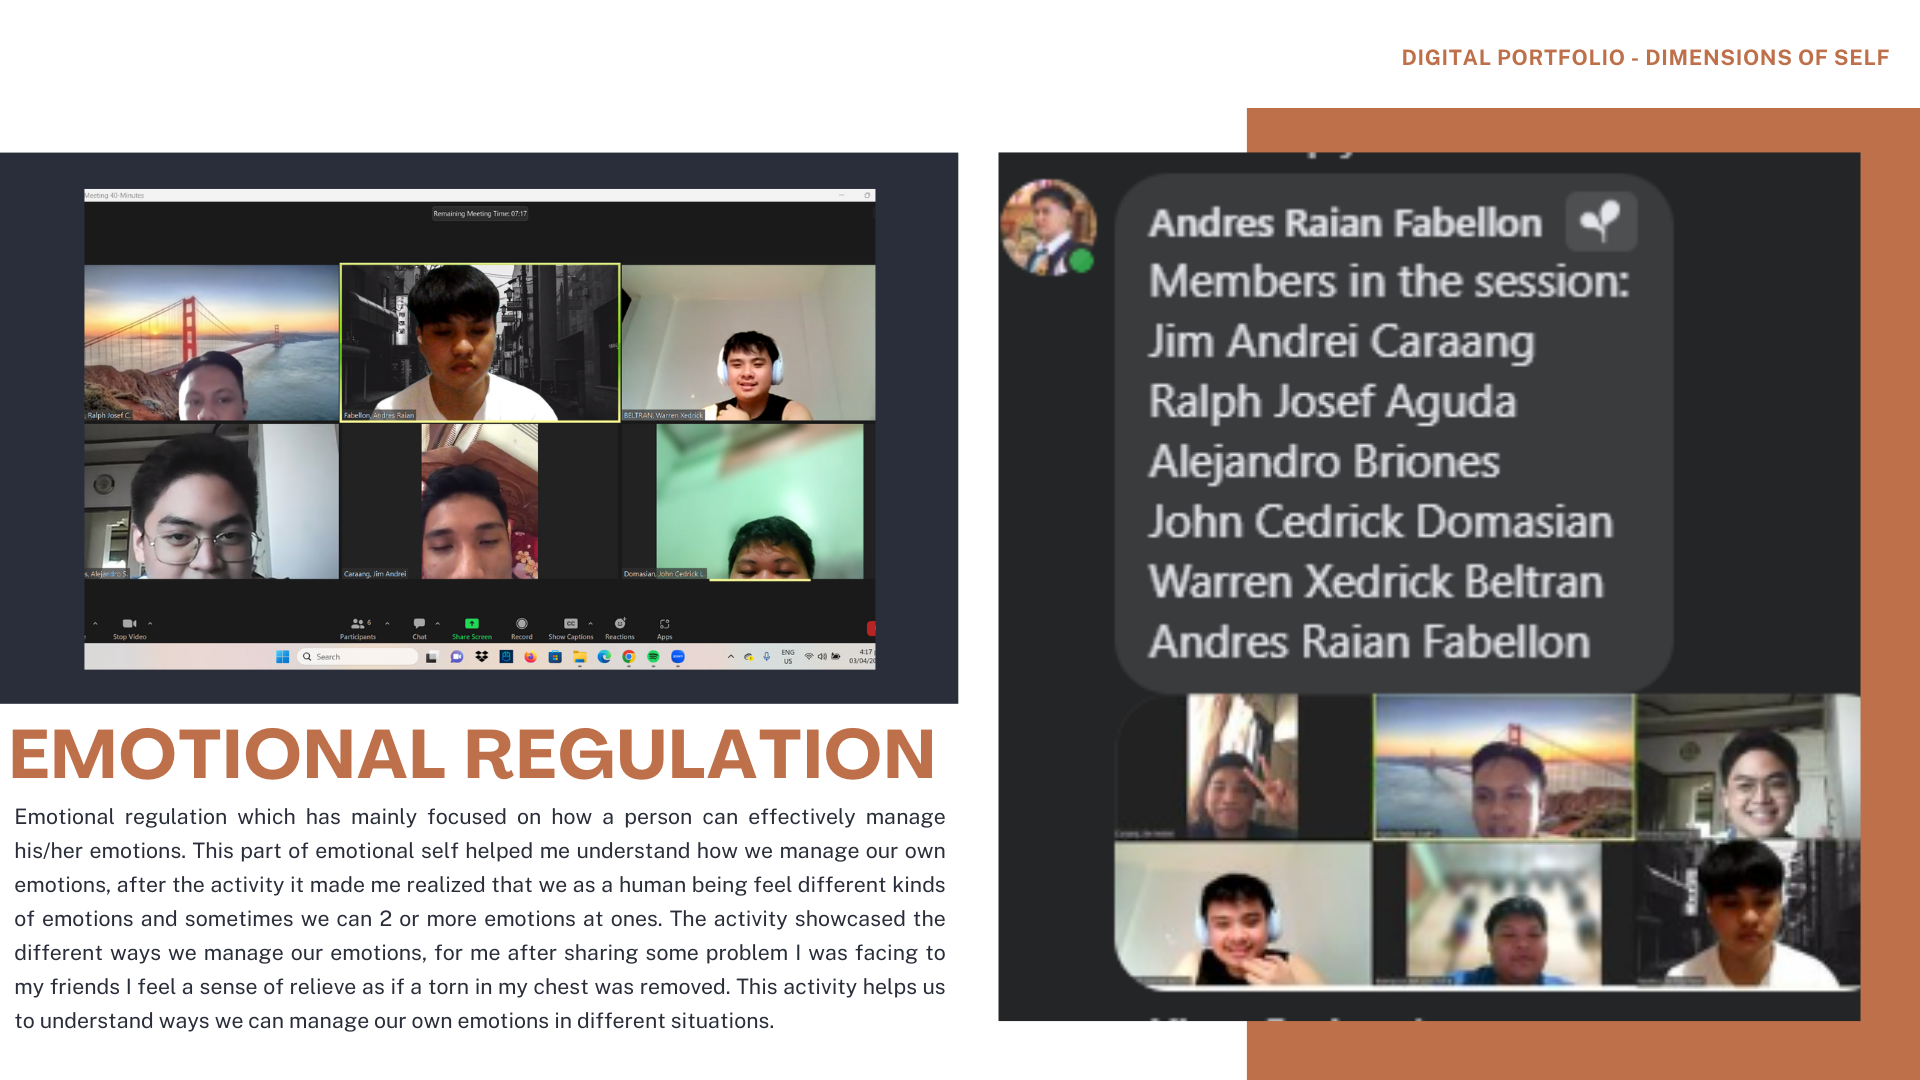 DIGITAL PORTFOLIO - DIMENSIONS OF SELF
Meeting 40-Minutes
Remaining Meeting Time: 07:17
Ralph Josef C.
Fabellon, Andres Raian
BELTRAN, Warren Xedrick
Alejandro S.
Caraang, Jim Andrei
Domasian, John Cedrick L.
Stop Video
6
Participants
Chat
Share Screen
CC
Record
Show Captions
Reactions
Apps
Search
ENG
US
4:17
03/04/20
EMOTIONAL REGULATION
Emotional regulation which has mainly focused on how a person can effectively manage
his/her emotions. This part of emotional self helped me understand how we manage our own
emotions, after the activity it made me realized that we as a human being feel different kinds
of emotions and sometimes we can 2 or more emotions at ones. The activity showcased the
different ways we manage our emotions, for me after sharing some problem I was facing to
my friends I feel a sense of relieve as if a torn in my chest was removed. This activity helps us
to understand ways we can manage our own emotions in different situations.
Andres Raian Fabellon
Members in the session:
Jim Andrei Caraang
Ralph Josef Aguda
Alejandro Briones
John Cedrick Domasian
Warren Xedrick Beltran
Andres Raian Fabellon